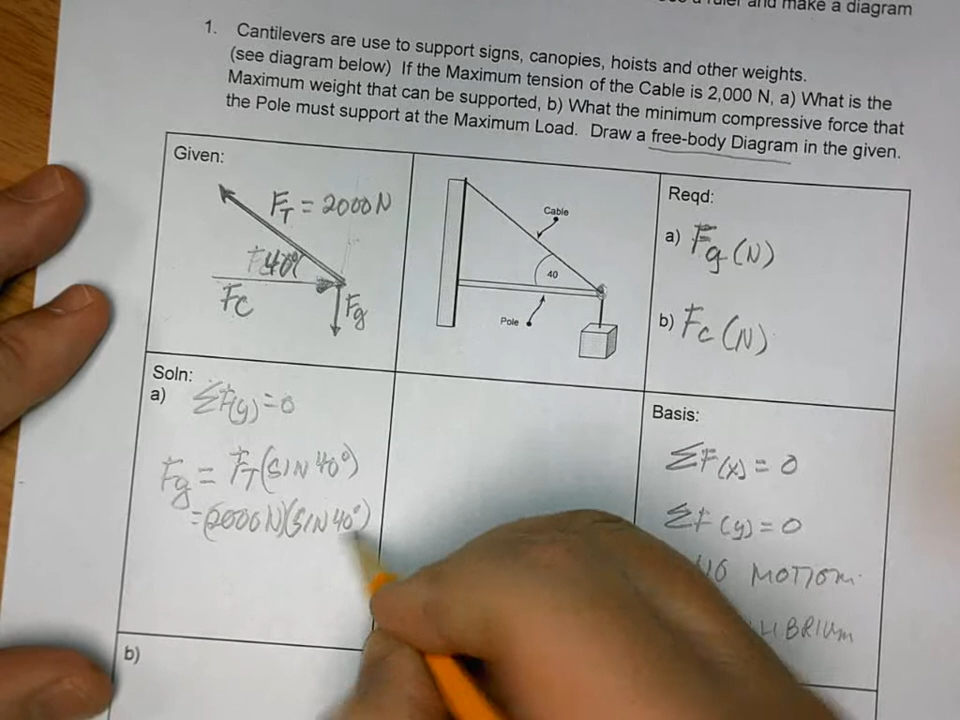 a ruler and make a diagram
1. Cantilevers are use to support signs, canopies, hoists and other weights.
(see diagram below) If the Maximum tension of the Cable is 2,000 N, a) What is the
Maximum weight that can be supported, b) What the minimum compressive force that
the Pole must support at the Maximum Load. Draw a free-body Diagram in the given.
Given:
FT = 2000N
40°
Fc
Fg
Cable
40
Pole
Reqd:
a) Fg (N)
b) Fc (N)
Soln:
a) ΣF(y) = 0
Fg = FT (SIN 40°)
= (2000 N)(SIN 40°)
Basis:
ΣF(x) = 0
ΣF(y) = 0
MOTION
b)